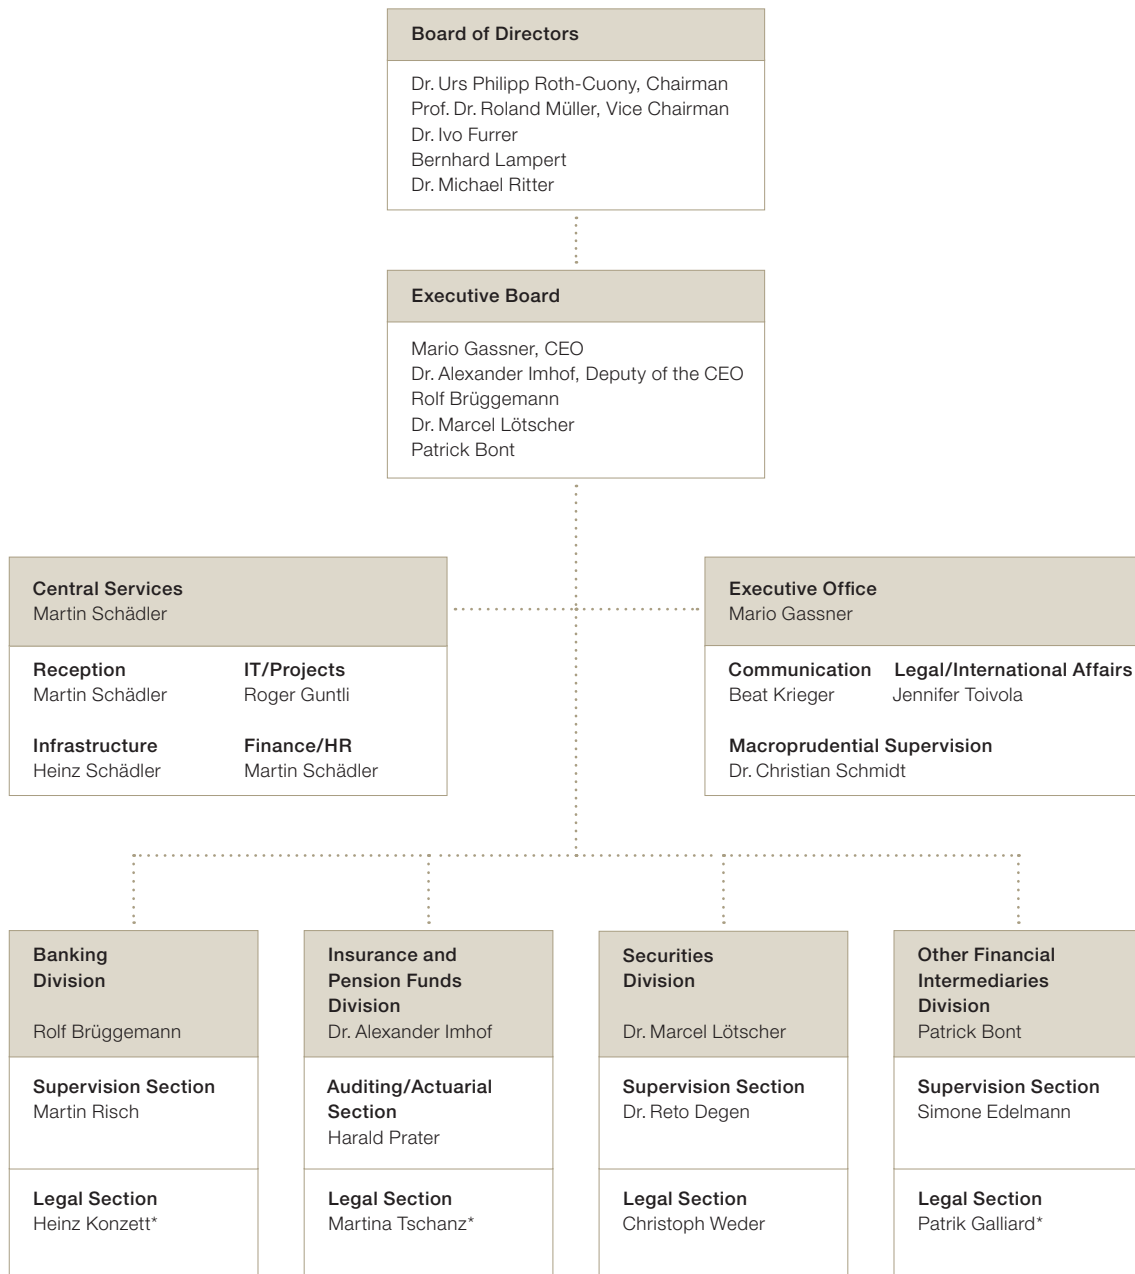 Board of Directors
Dr. Urs Philipp Roth-Cuony, Chairman
Prof. Dr. Roland Müller, Vice Chairman
Dr. Ivo Furrer
Bernhard Lampert
Dr. Michael Ritter
Executive Board
Mario Gassner, CEO
Dr. Alexander Imhof, Deputy of the CEO
Rolf Brüggemann
Dr. Marcel Lötscher
Patrick Bont
Central Services
Martin Schädler
Reception
Martin Schädler
IT/Projects
Roger Guntli
Infrastructure
Heinz Schädler
Finance/HR
Martin Schädler
Executive Office
Mario Gassner
Communication
Beat Krieger
Legal/International Affairs
Jennifer Toivola
Macroprudential Supervision
Dr. Christian Schmidt
Banking
Division
Rolf Brüggemann
Supervision Section
Martin Risch
Legal Section
Heinz Konzett*
Insurance and
Pension Funds
Division
Dr. Alexander Imhof
Auditing/Actuarial
Section
Harald Prater
Legal Section
Martina Tschanz*
Securities
Division
Dr. Marcel Lötscher
Supervision Section
Dr. Reto Degen
Legal Section
Christoph Weder
Other Financial
Intermediaries
Division
Patrick Bont
Supervision Section
Simone Edelmann
Legal Section
Patrik Galliard*